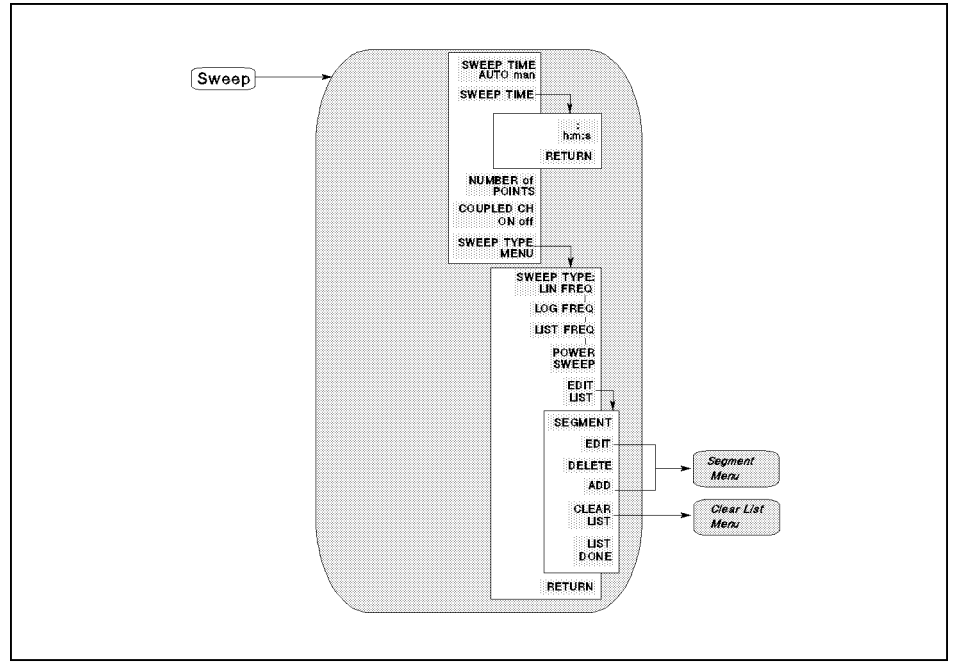 Sweep
SWEEP TIME
AUTO man
SWEEP TIME
:
h:m:s
RETURN
NUMBER of
POINTS
COUPLED CH
ON off
SWEEP TYPE
MENU
SWEEP TYPE:
LIN FREQ
LOG FREQ
LIST FREQ
POWER
SWEEP
EDIT
LIST
SEGMENT
EDIT
DELETE
ADD
Segment
Menu
CLEAR
LIST
Clear List
Menu
LIST
DONE
RETURN